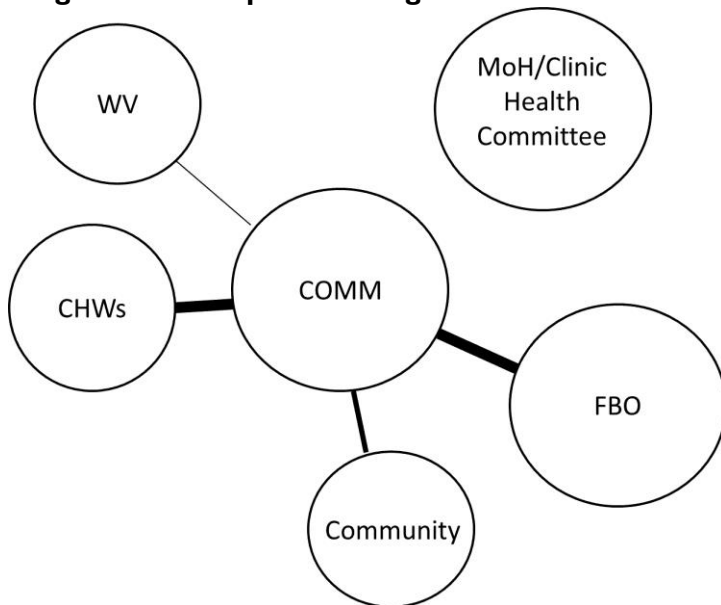 WV
MoH/Clinic
Health
Committee
COMM
CHWs
FBO
Community